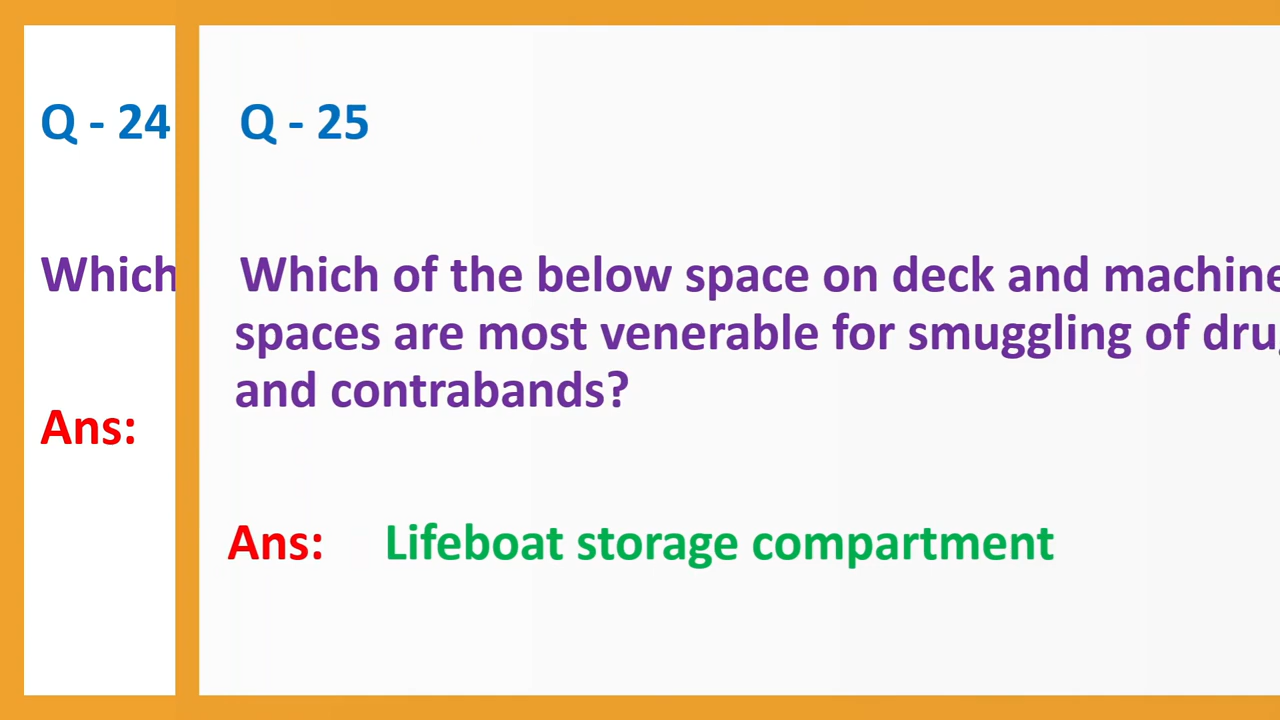 Q - 24
Which
Ans:
Q - 25
Which of the below space on deck and machine
spaces are most venerable for smuggling of
and contrabands?
Ans: Lifeboat storage compartment